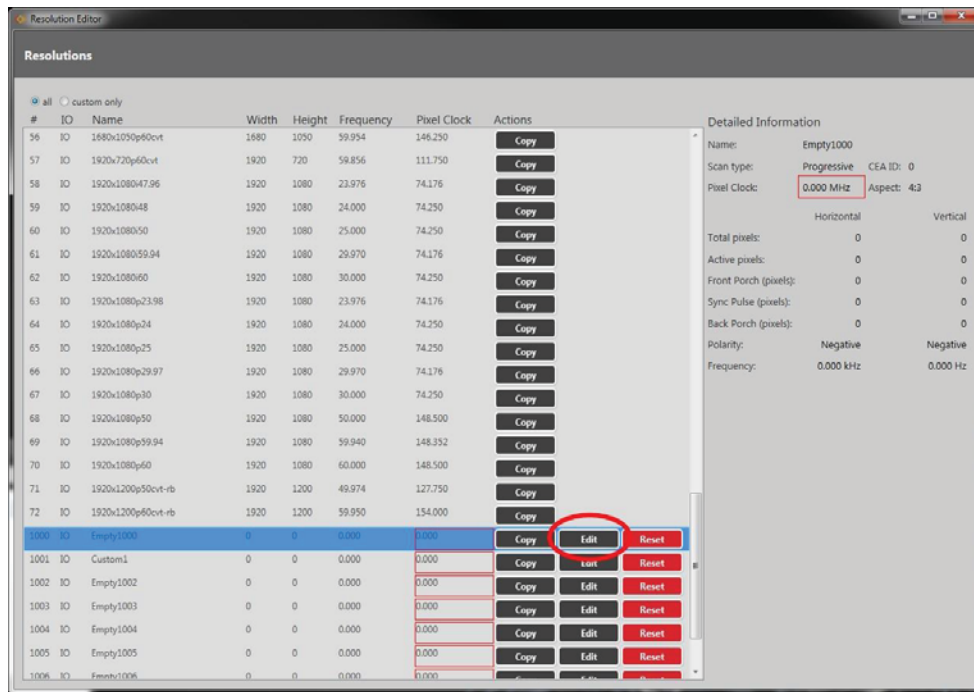 Resolution Editor
Resolutions
all custom only
# IO Name Width Height Frequency Pixel Clock Actions
56 IO 1680x1050p60cvt 1680 1050 59.954 146.250 Copy
57 IO 1920x720p60cvt 1920 720 59.856 111.750 Copy
58 IO 1920x1080i47.96 1920 1080 23.976 74.176 Copy
59 IO 1920x1080i48 1920 1080 24.000 74.250 Copy
60 IO 1920x1080i50 1920 1080 25.000 74.250 Copy
61 IO 1920x1080i59.94 1920 1080 29.970 74.176 Copy
62 IO 1920x1080i60 1920 1080 30.000 74.250 Copy
63 IO 1920x1080p23.98 1920 1080 23.976 74.176 Copy
64 IO 1920x1080p24 1920 1080 24.000 74.250 Copy
65 IO 1920x1080p25 1920 1080 25.000 74.250 Copy
66 IO 1920x1080p29.97 1920 1080 29.970 74.176 Copy
67 IO 1920x1080p30 1920 1080 30.000 74.250 Copy
68 IO 1920x1080p50 1920 1080 50.000 148.500 Copy
69 IO 1920x1080p59.94 1920 1080 59.940 148.352 Copy
70 IO 1920x1080p60 1920 1080 60.000 148.500 Copy
71 IO 1920x1200p50cvt-rb 1920 1200 49.974 127.750 Copy
72 IO 1920x1200p60cvt-rb 1920 1200 59.950 154.000 Copy
1000 IO Empty1000 0 0 0.000 0.000 Copy Edit Reset
1001 IO Custom1 0 0 0.000 0.000 Copy Edit Reset
1002 IO Empty1002 0 0 0.000 0.000 Copy Edit Reset
1003 IO Empty1003 0 0 0.000 0.000 Copy Edit Reset
1004 IO Empty1004 0 0 0.000 0.000 Copy Edit Reset
1005 IO Empty1005 0 0 0.000 0.000 Copy Edit Reset
1006 IO Empty1006 0 0 0.000 0.000
Detailed Information
Name: Empty1000
Scan type: Progressive CEA ID: 0
Pixel Clock: 0.000 MHz Aspect: 4:3
Horizontal Vertical
Total pixels: 0 0
Active pixels: 0 0
Front Porch (pixels): 0 0
Sync Pulse (pixels): 0 0
Back Porch (pixels): 0 0
Polarity: Negative Negative
Frequency: 0.000 kHz 0.000 Hz